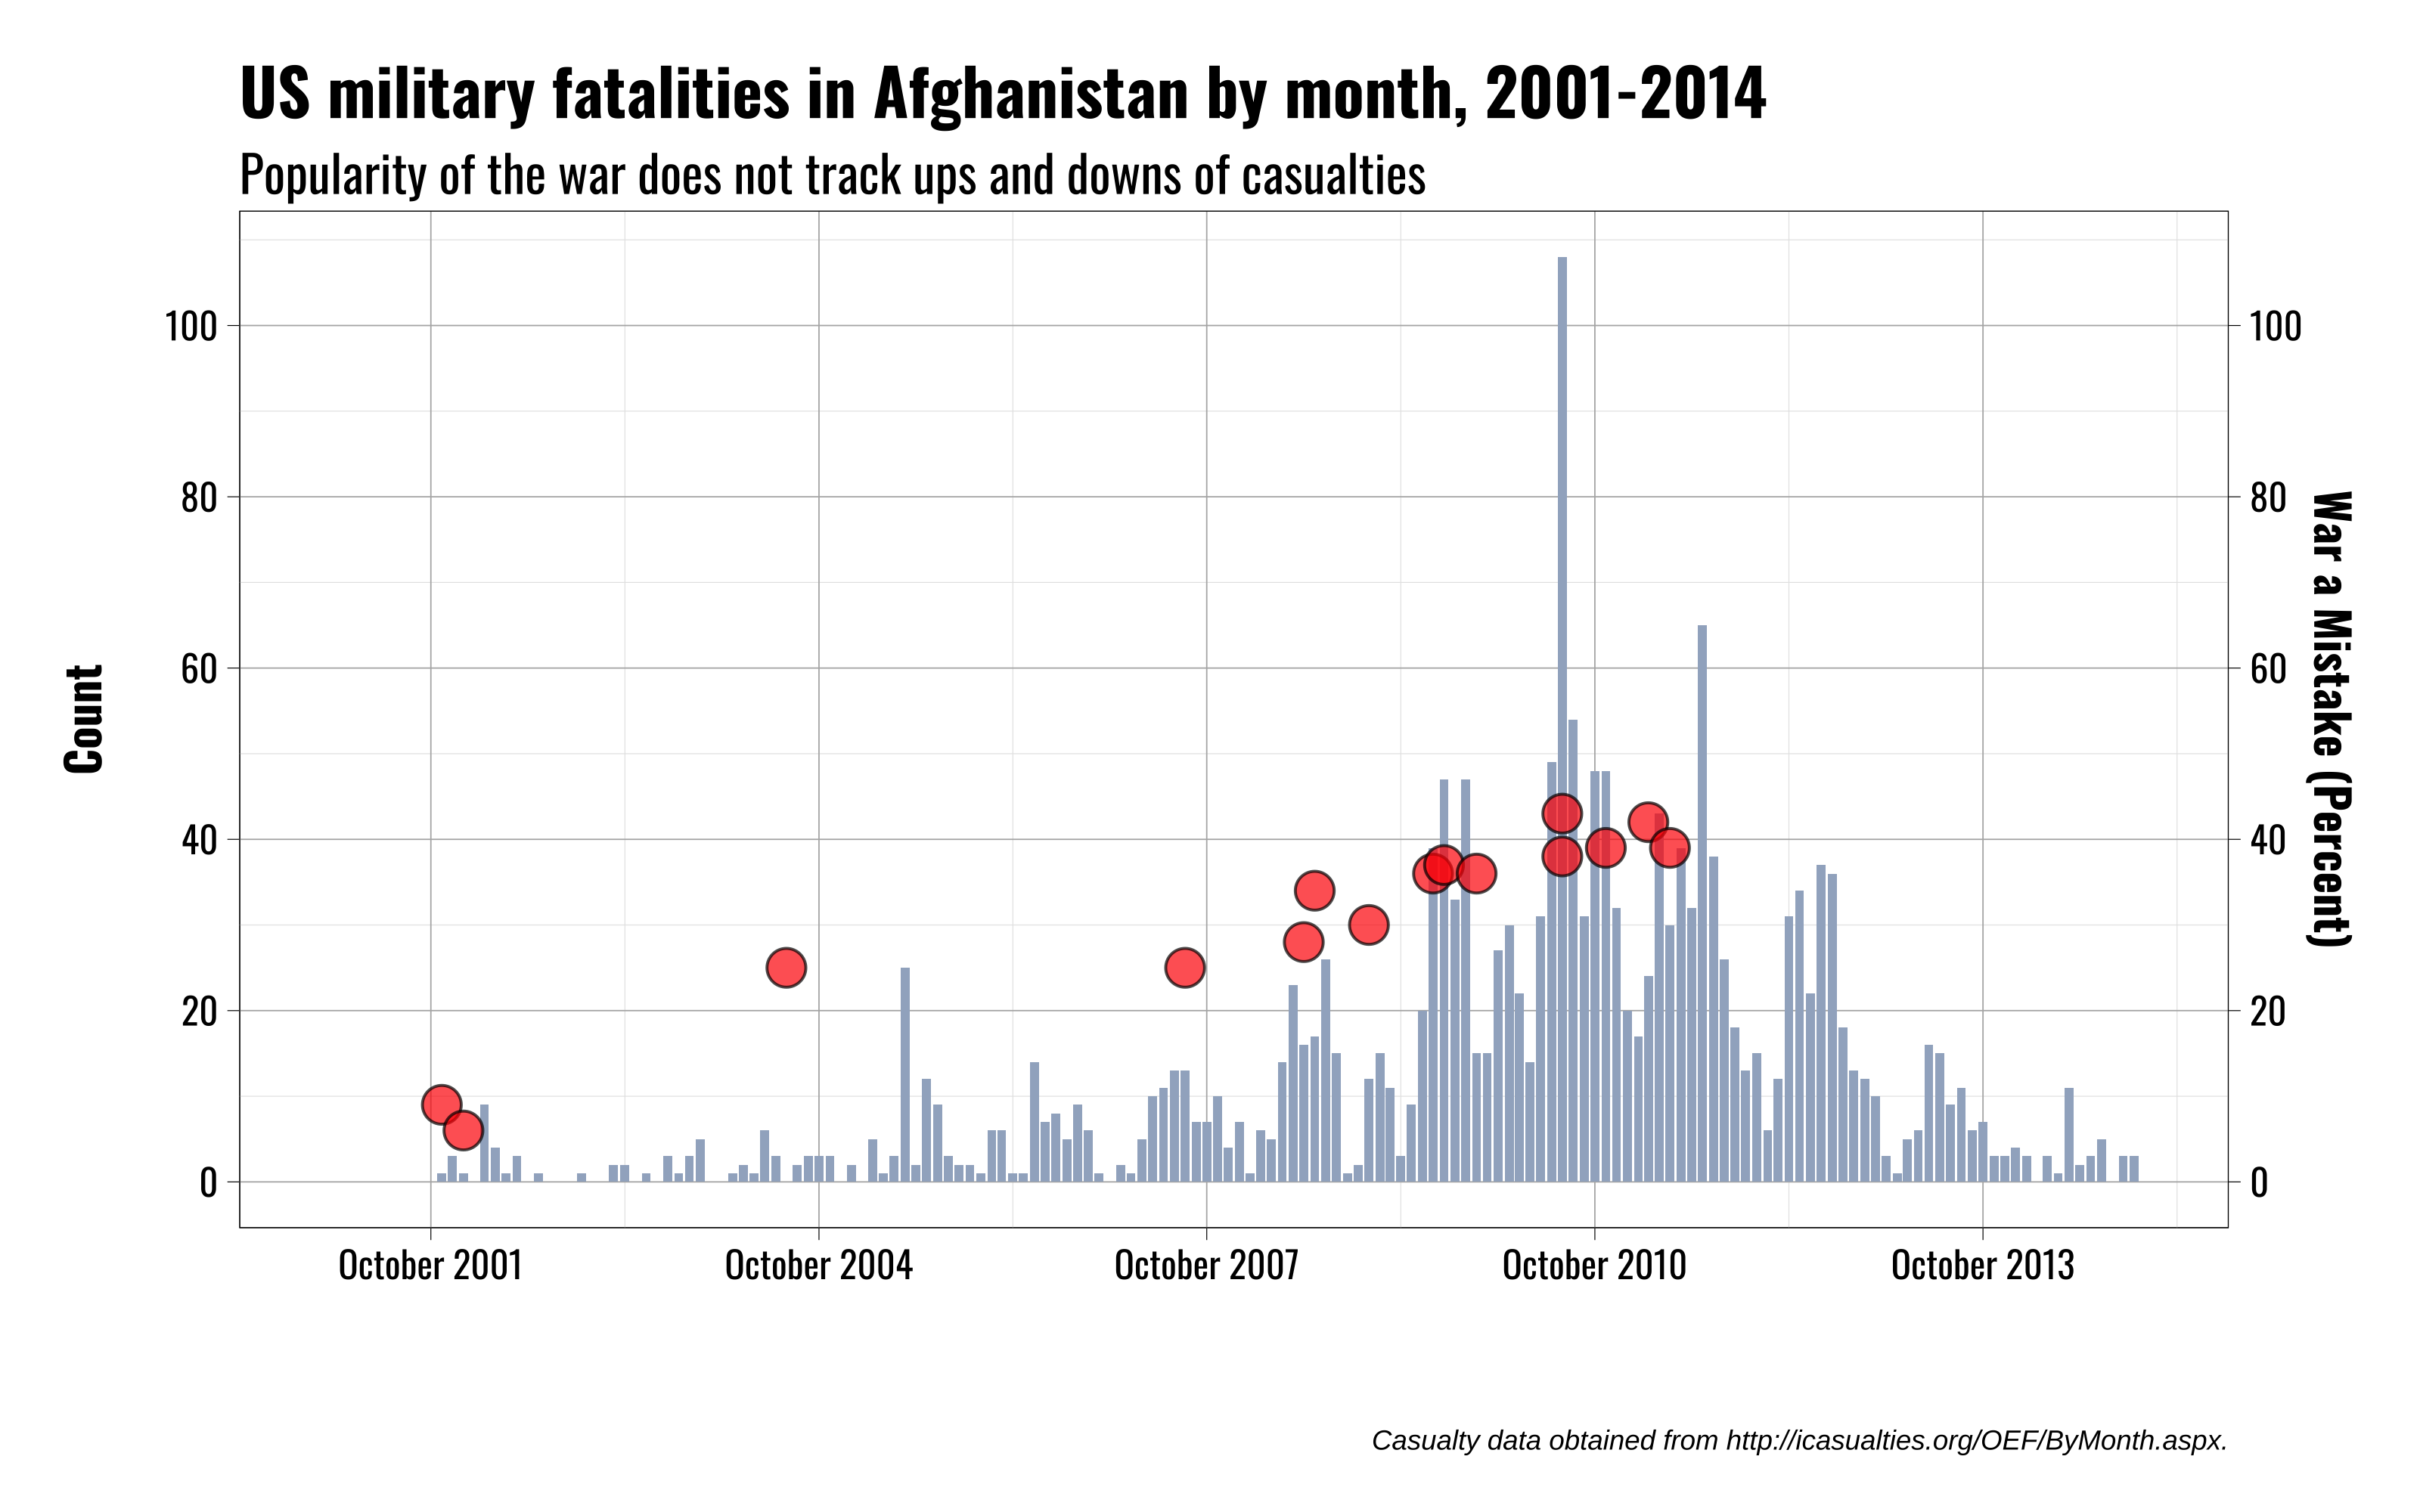 US military fatalities in Afghanistan by month, 2001-2014
Popularity of the war does not track ups and downs of casualties
Count
100
80
60
40
20
0
100
80
60
40
20
0
War a Mistake (Percent)
October 2001
October 2004
October 2007
October 2010
October 2013
Casualty data obtained from http://icasualties.org/OEF/ByMonth.aspx.